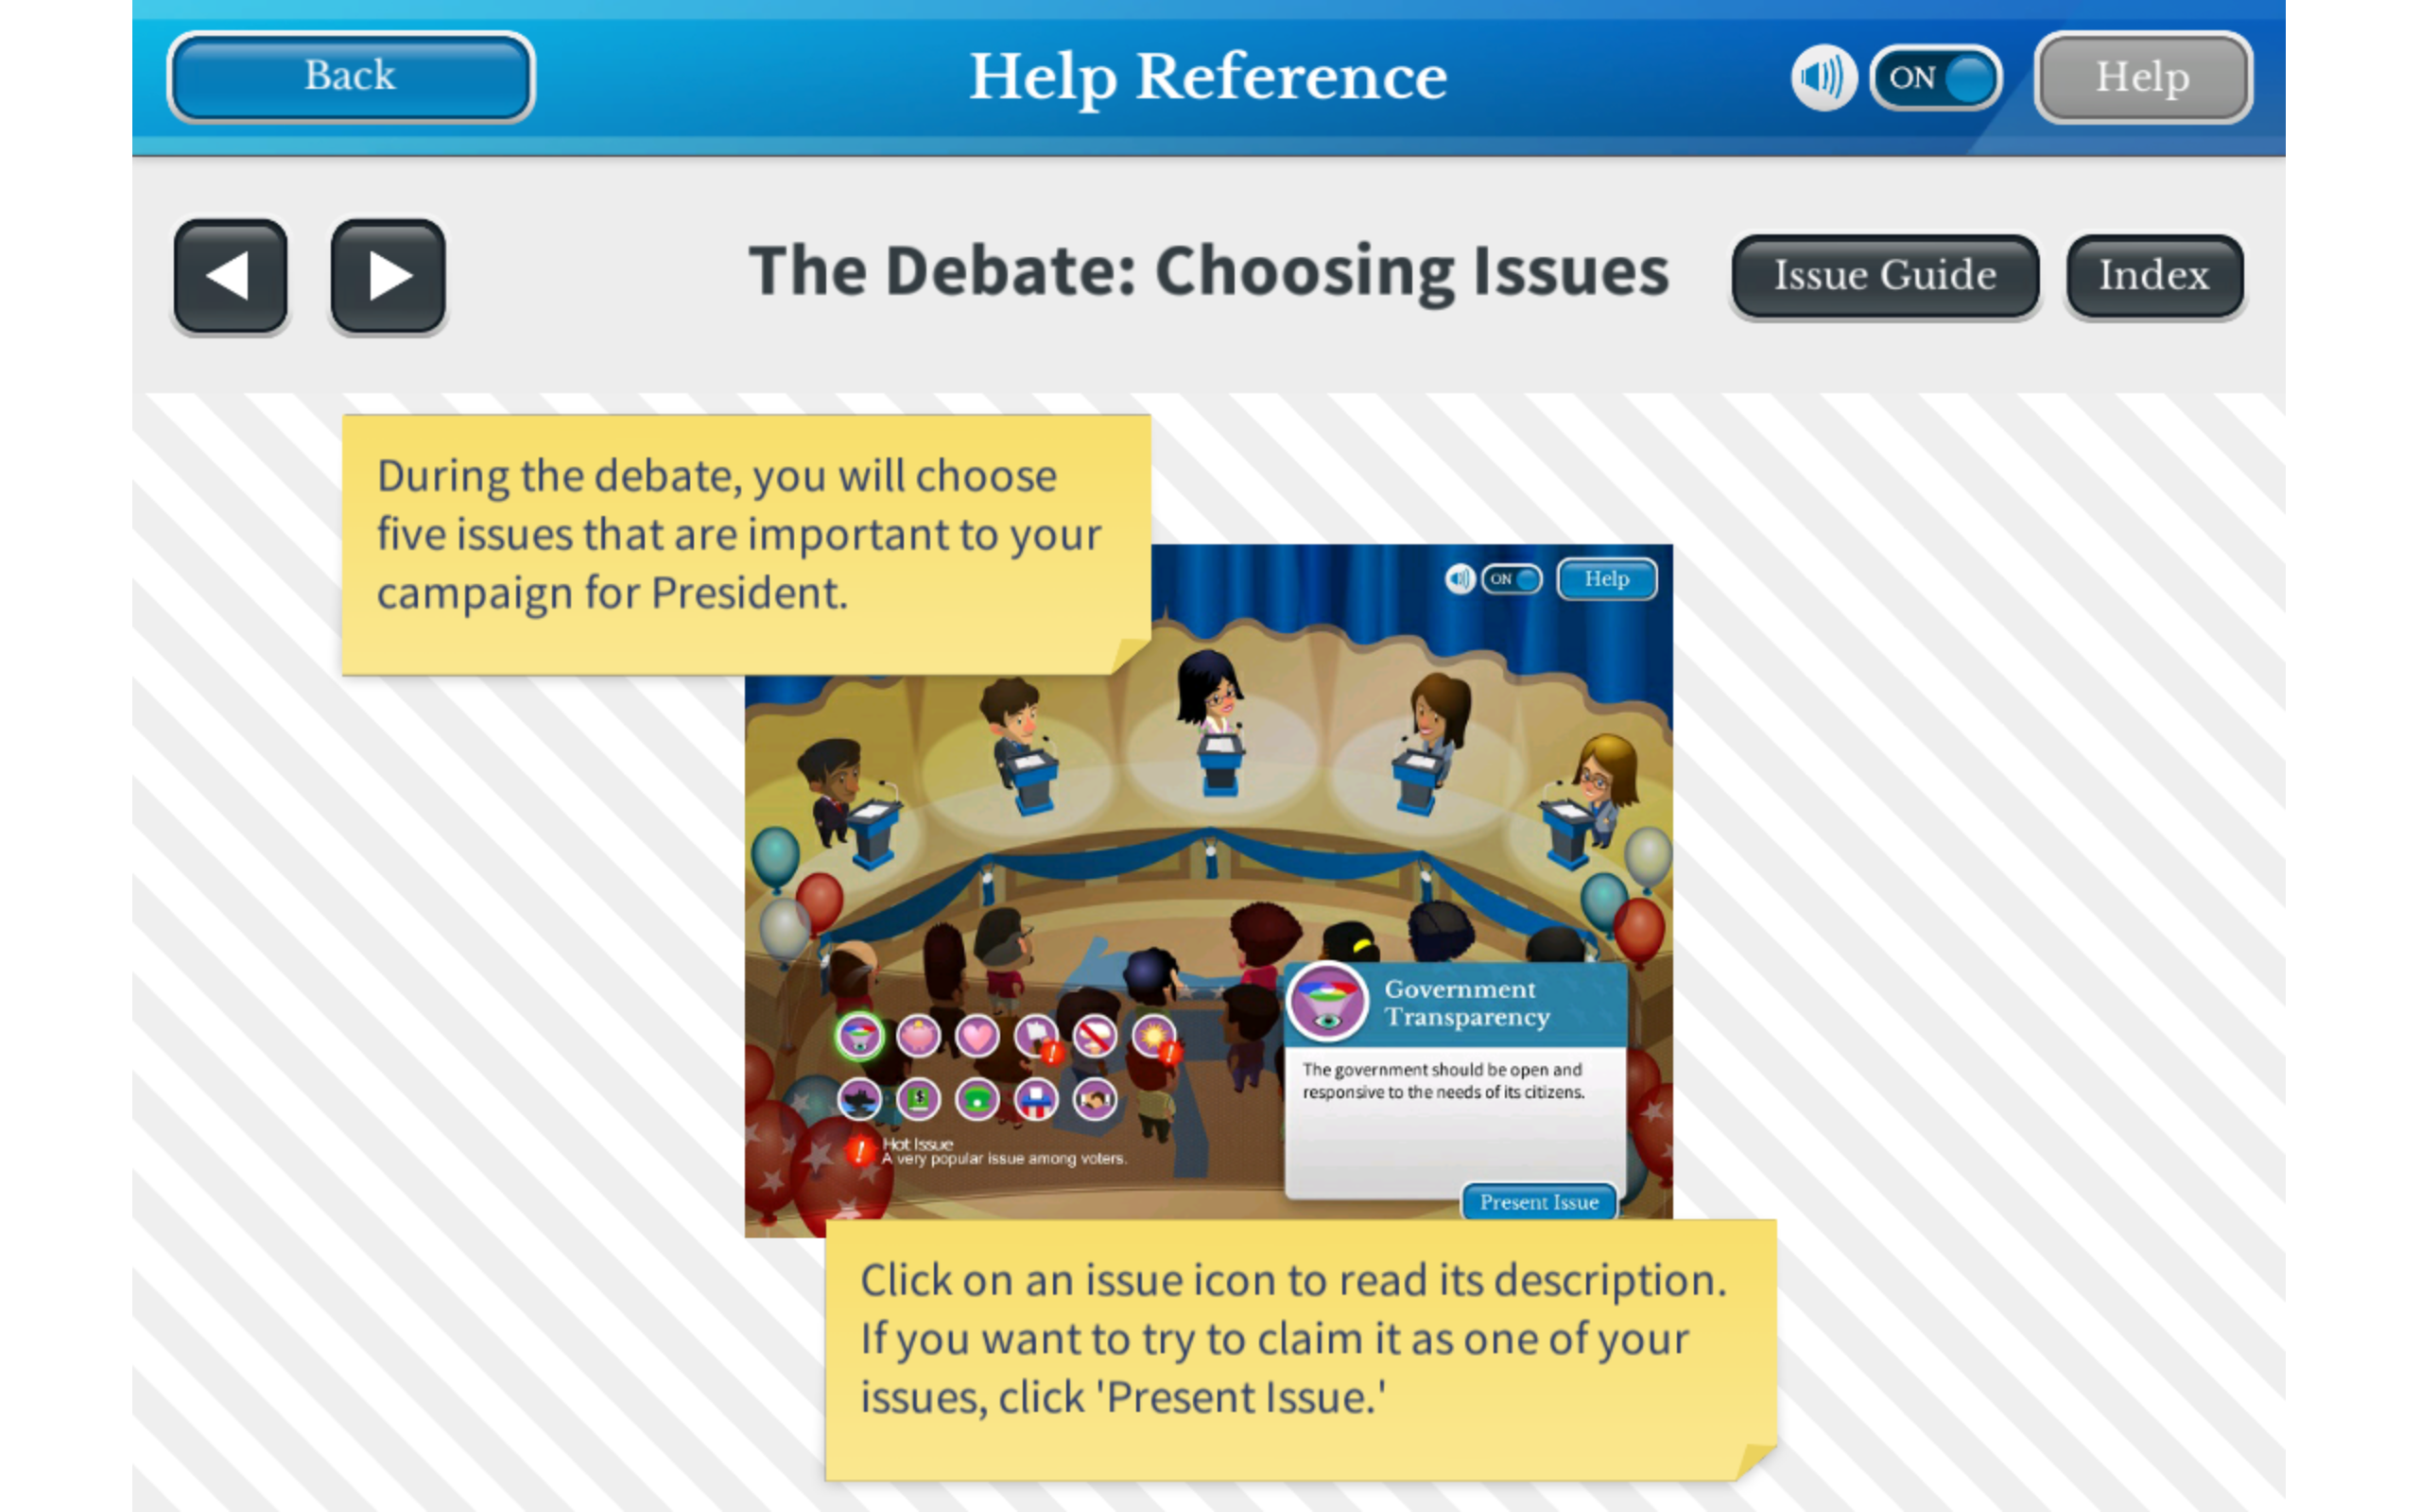 Back
Help Reference
ON
Help
The Debate: Choosing Issues
Issue Guide
Index
During the debate, you will choose
five issues that are important to your
campaign for President.
ON
Help
Government
Transparency
The government should be open and
responsive to the needs of its citizens.
Hot Issue
A very popular issue among voters.
Present Issue
Click on an issue icon to read its description.
If you want to try to claim it as one of your
issues, click 'Present Issue.'